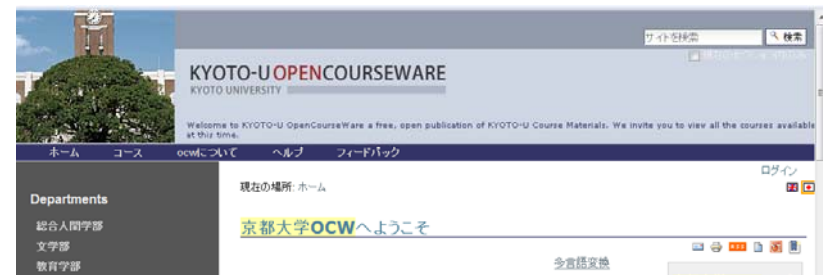 サイトを検索 検索
KYOTO-U OPENCOURSEWARE
KYOTO UNIVERSITY
Welcome to KYOTO-U OpenCourseWare a free, open publication of KYOTO-U Course Materials. We invite you to view all the courses available
at this time.
ホーム コース ocwについて ヘルプ フィードバック
ログイン
現在の場所: ホーム
Departments
総合人間学部
京都大学OCWへようこそ
文学部
教育学部
多言語変換